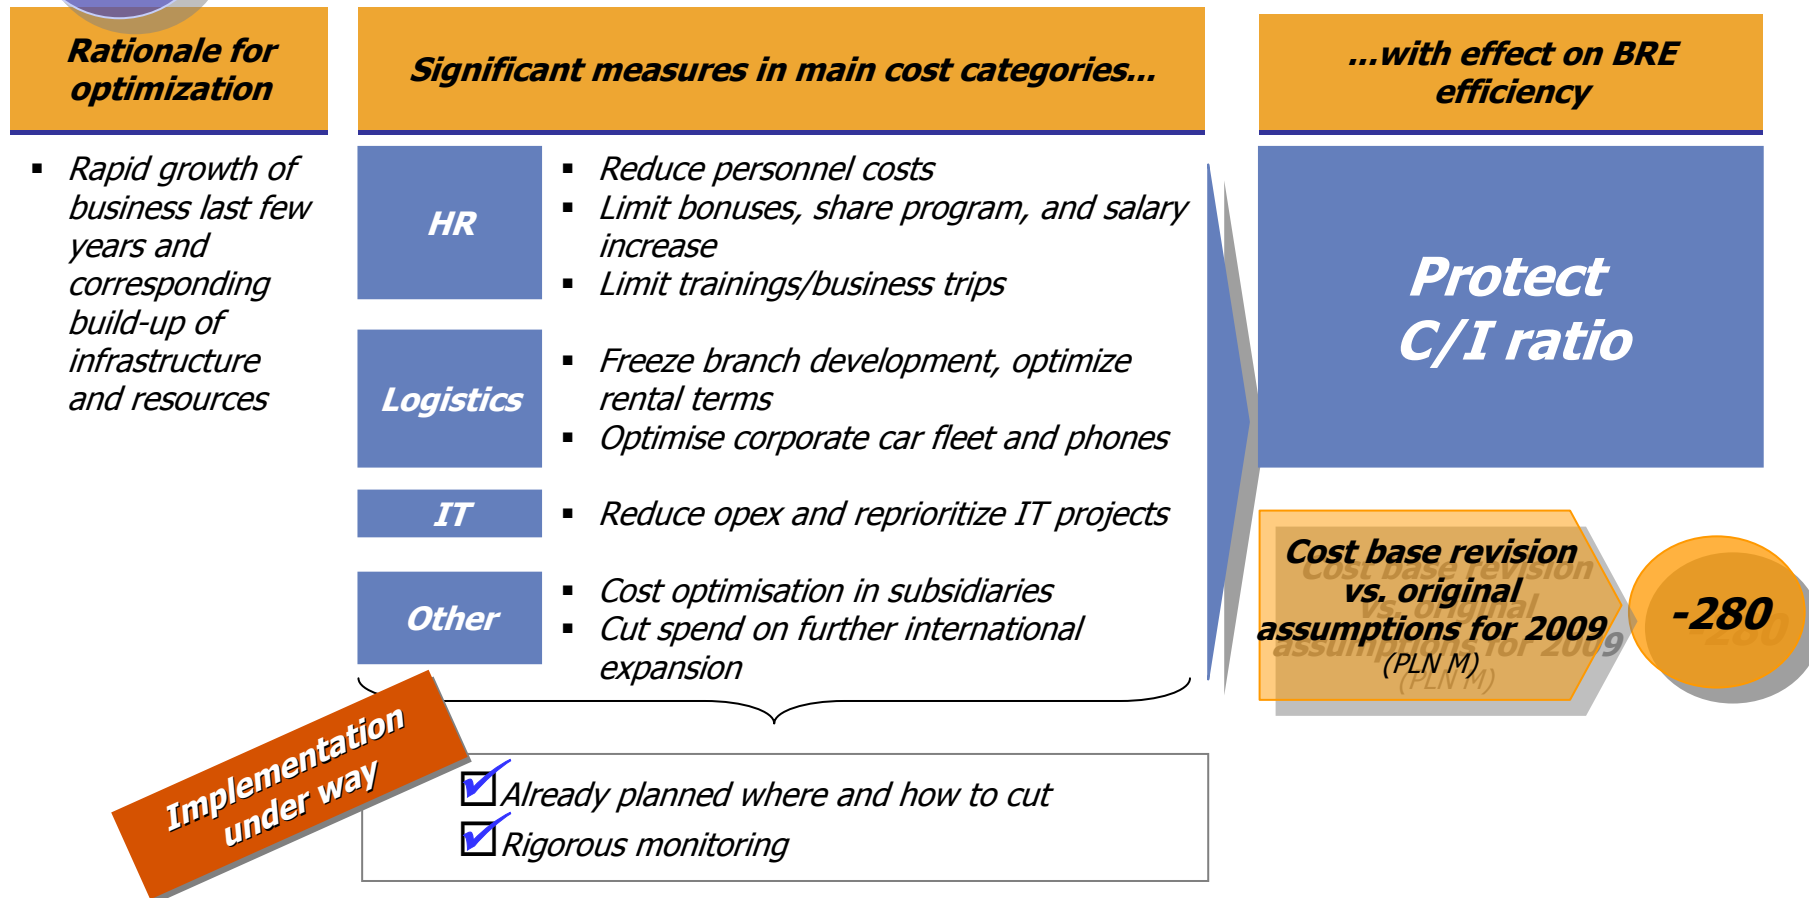 Rationale for
optimization
Significant measures in main cost categories...
...with effect on BRE
efficiency
▪ Rapid growth of
business last few
years and
corresponding
build-up of
infrastructure
and resources
HR
▪ Reduce personnel costs
▪ Limit bonuses, share program, and salary
increase
▪ Limit trainings/business trips
Logistics
▪ Freeze branch development, optimize
rental terms
▪ Optimise corporate car fleet and phones
IT
▪ Reduce opex and reprioritize IT projects
Other
▪ Cost optimisation in subsidiaries
▪ Cut spend on further international
expansion
Protect
C/I ratio
Cost base revision
vs. original
assumptions for 2009
(PLN M)
-280
Implementation
under way
Already planned where and how to cut
Rigorous monitoring